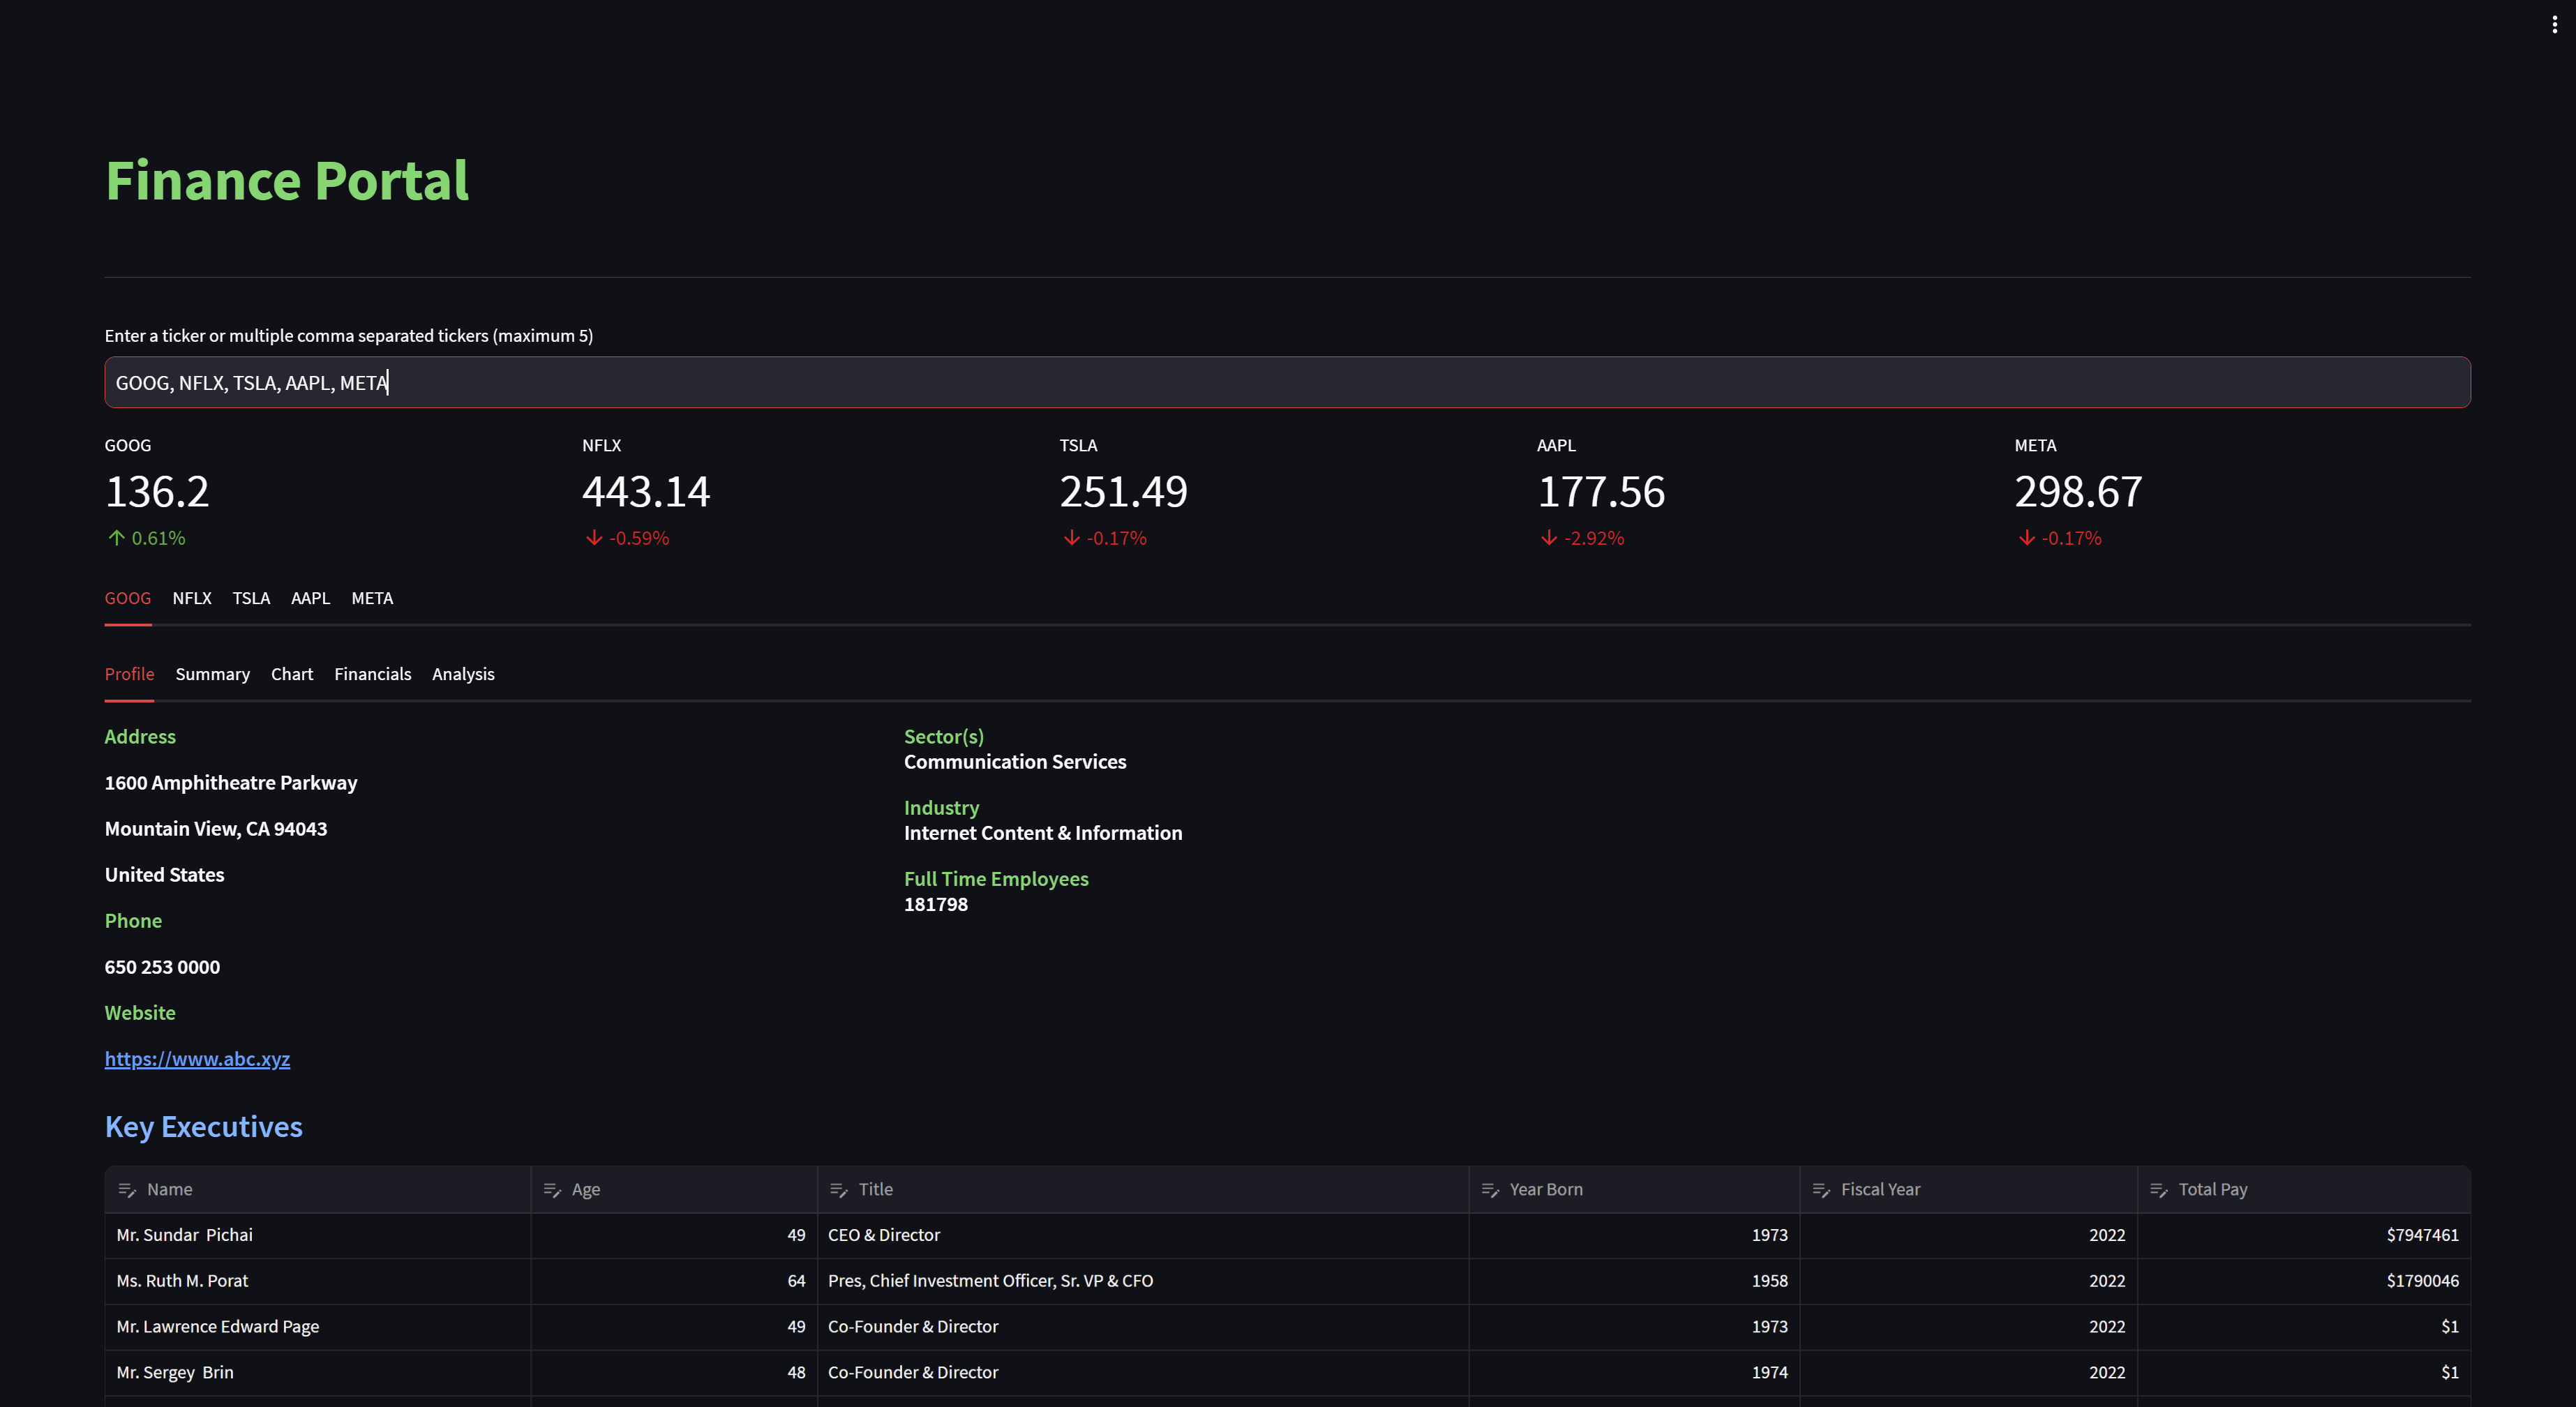 Finance Portal
Enter a ticker or multiple comma separated tickers (maximum 5)
GOOG, NFLX, TSLA, AAPL, META
GOOG NFLX TSLA AAPL META
136.2 443.14 251.49 177.56 298.67
0.61% -0.59% -0.17% -2.92% -0.17%
GOOG NFLX TSLA AAPL META
Profile Summary Chart Financials Analysis
Address
1600 Amphitheatre Parkway
Mountain View, CA 94043
United States
Phone
650 253 0000
Website
https://www.abc.xyz
Sector(s)
Communication Services
Industry
Internet Content & Information
Full Time Employees
181798
Key Executives
Name Age Title Year Born Fiscal Year Total Pay
Mr. Sundar Pichai 49 CEO & Director 1973 2022 $7947461
Ms. Ruth M. Porat 64 Pres, Chief Investment Officer, Sr. VP & CFO 1958 2022 $1790046
Mr. Lawrence Edward Page 49 Co-Founder & Director 1973 2022 $1
Mr. Sergey Brin 48 Co-Founder & Director 1974 2022 $1